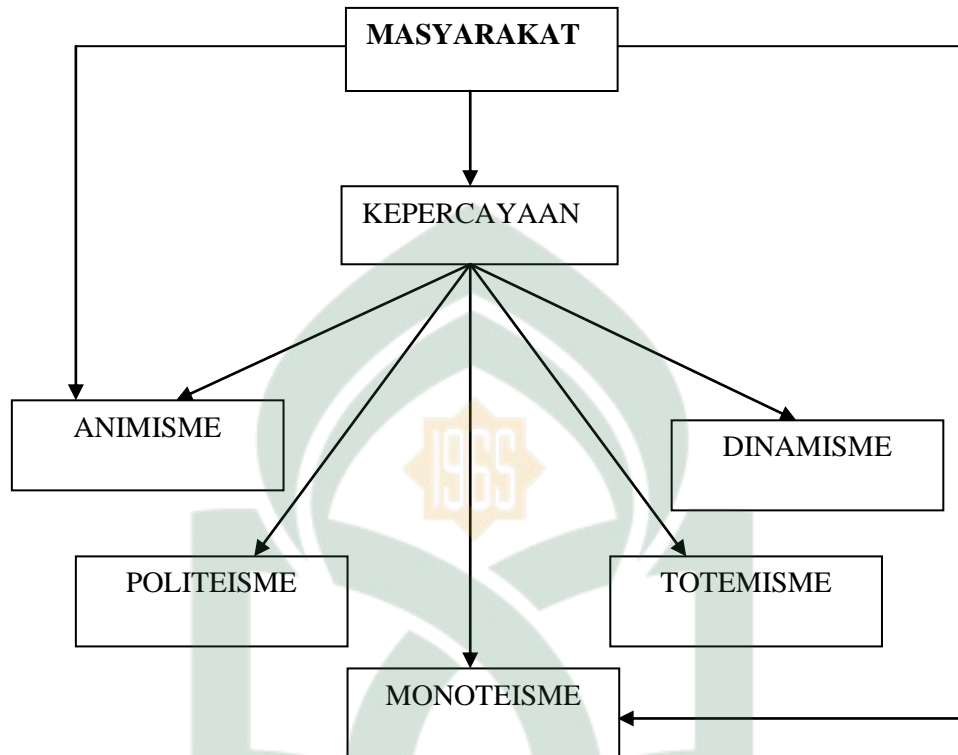 MASYARAKAT
KEPERCAYAAN
ANIMISME
DINAMISME
1965
POLITEISME
TOTEMISME
MONOTEISME